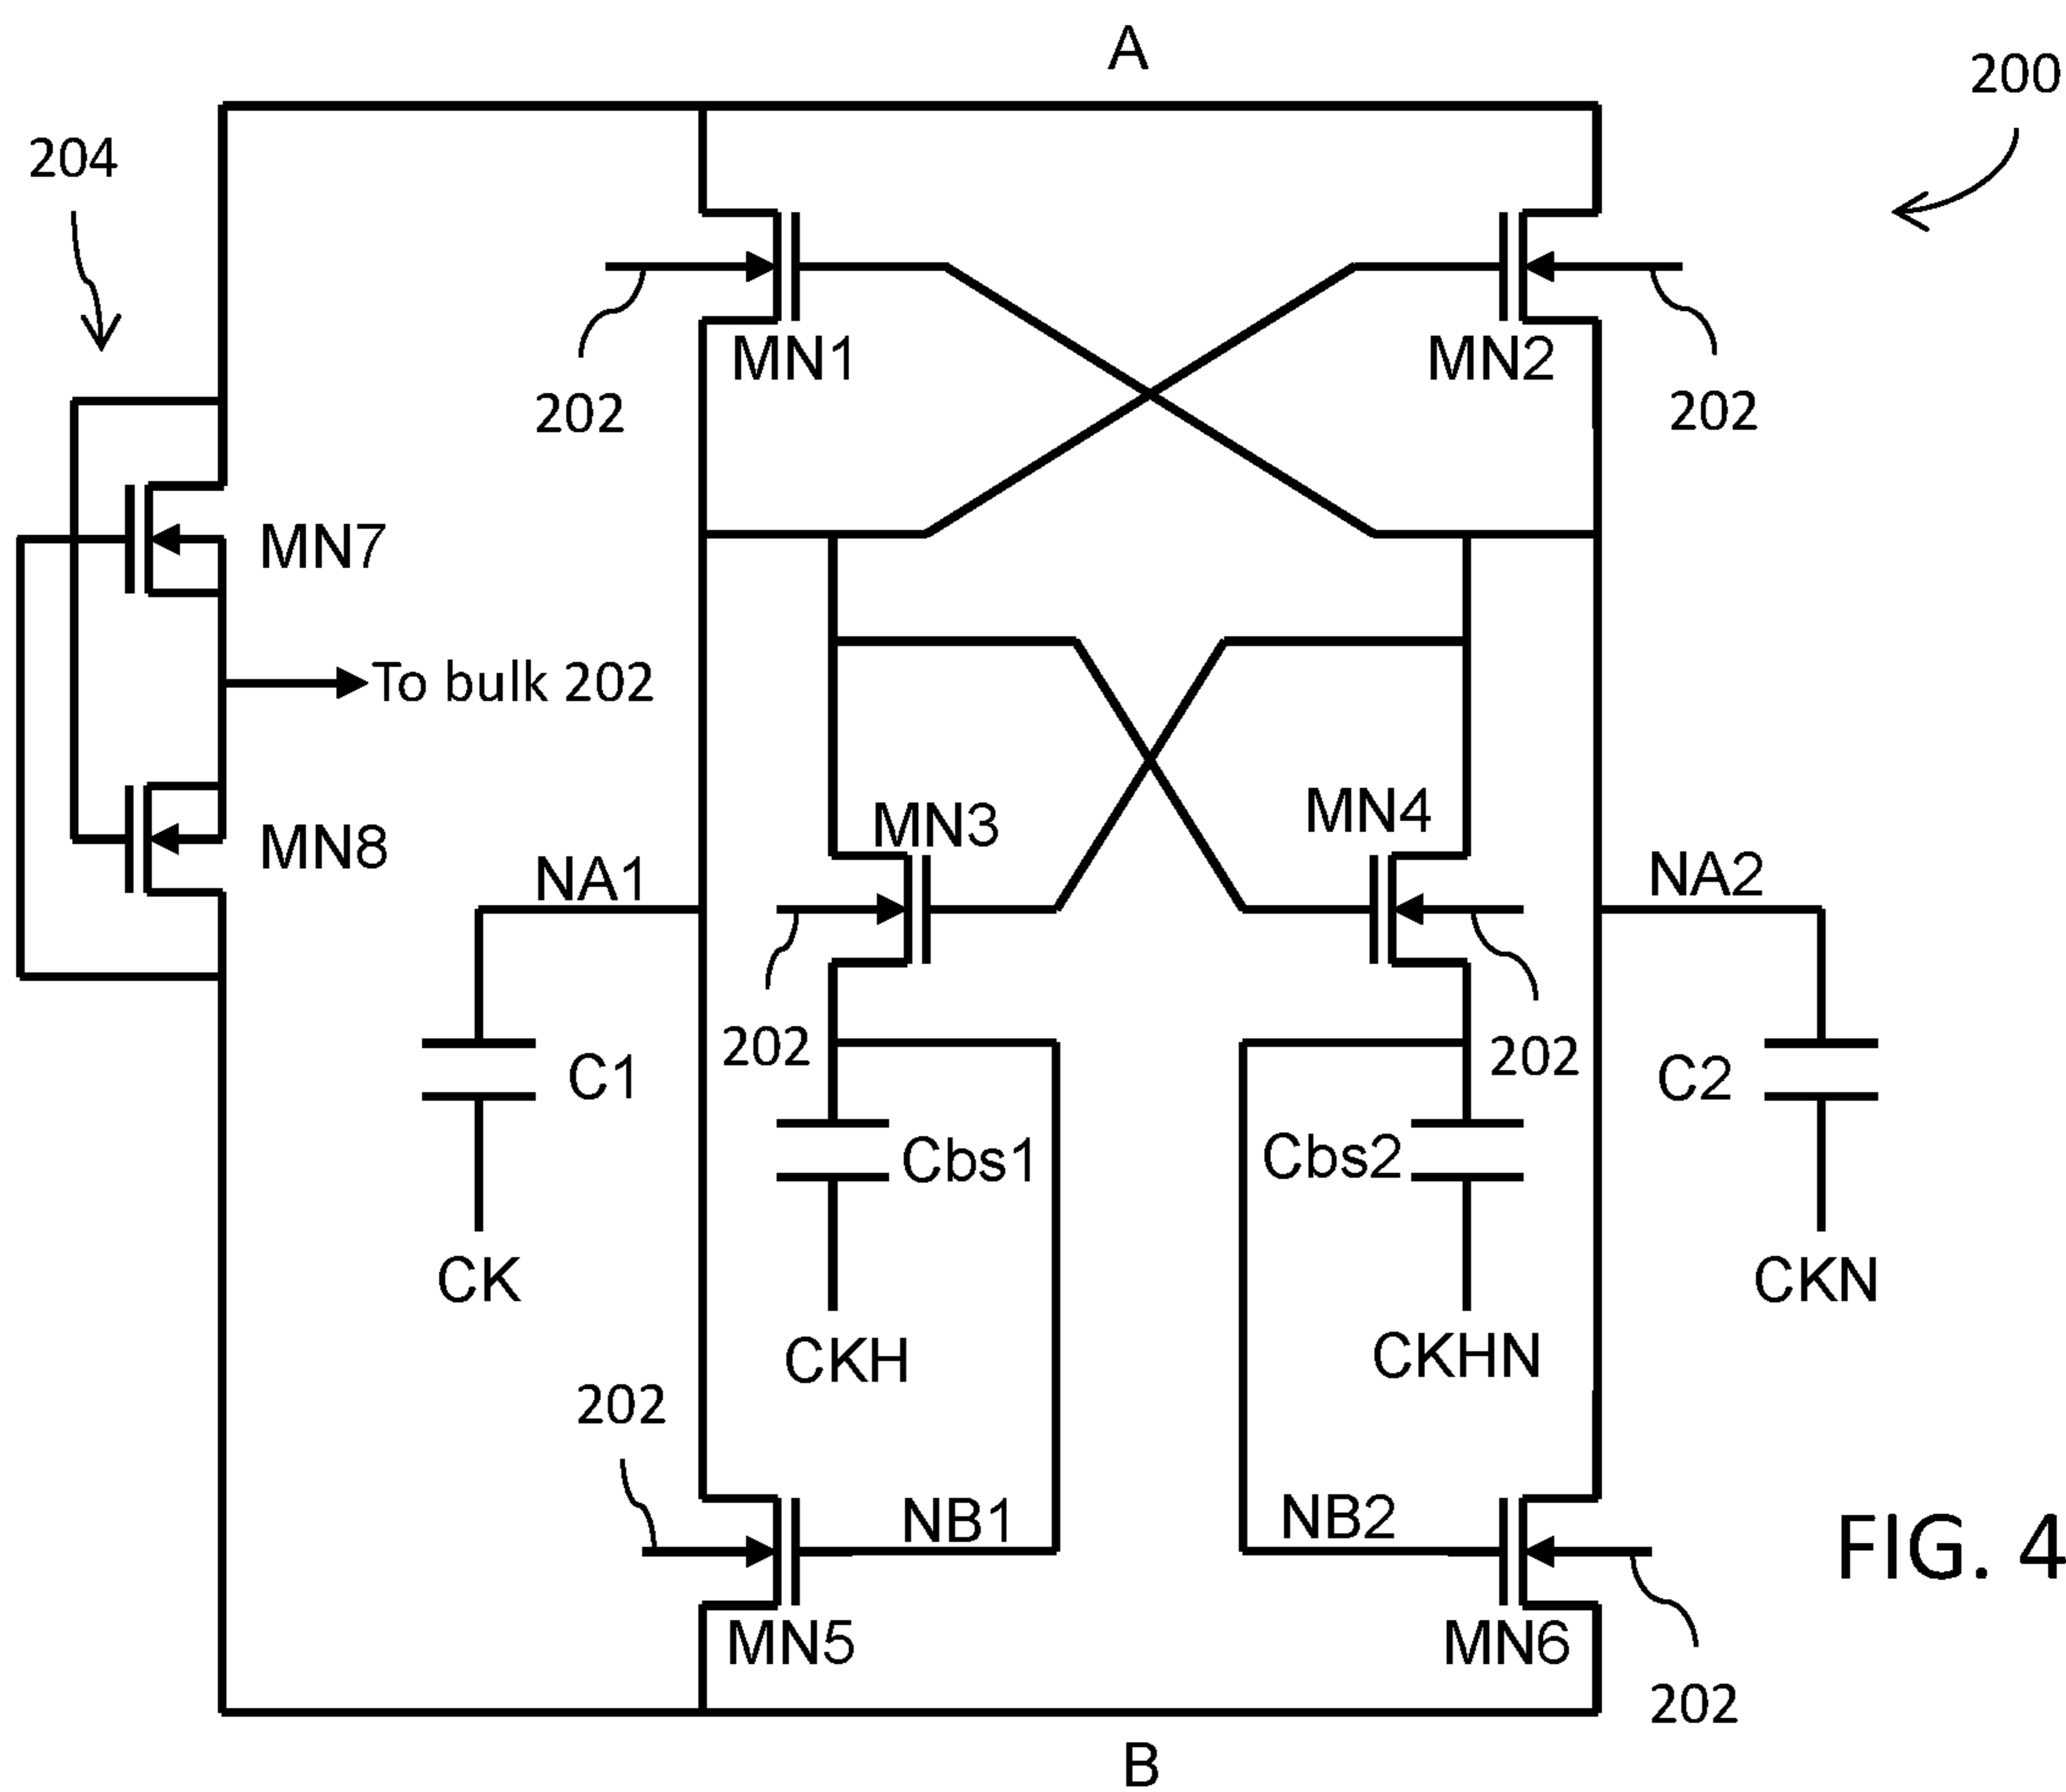 A
200
204
MN1
MN2
202
202
MN7
To bulk 202
MN3
MN4
MN8
NA1
NA2
202
202
C1
C2
Cbs1
Cbs2
CK
CKN
CKH
CKHN
202
NB1
NB2
FIG. 4
MN5
MN6
202
B